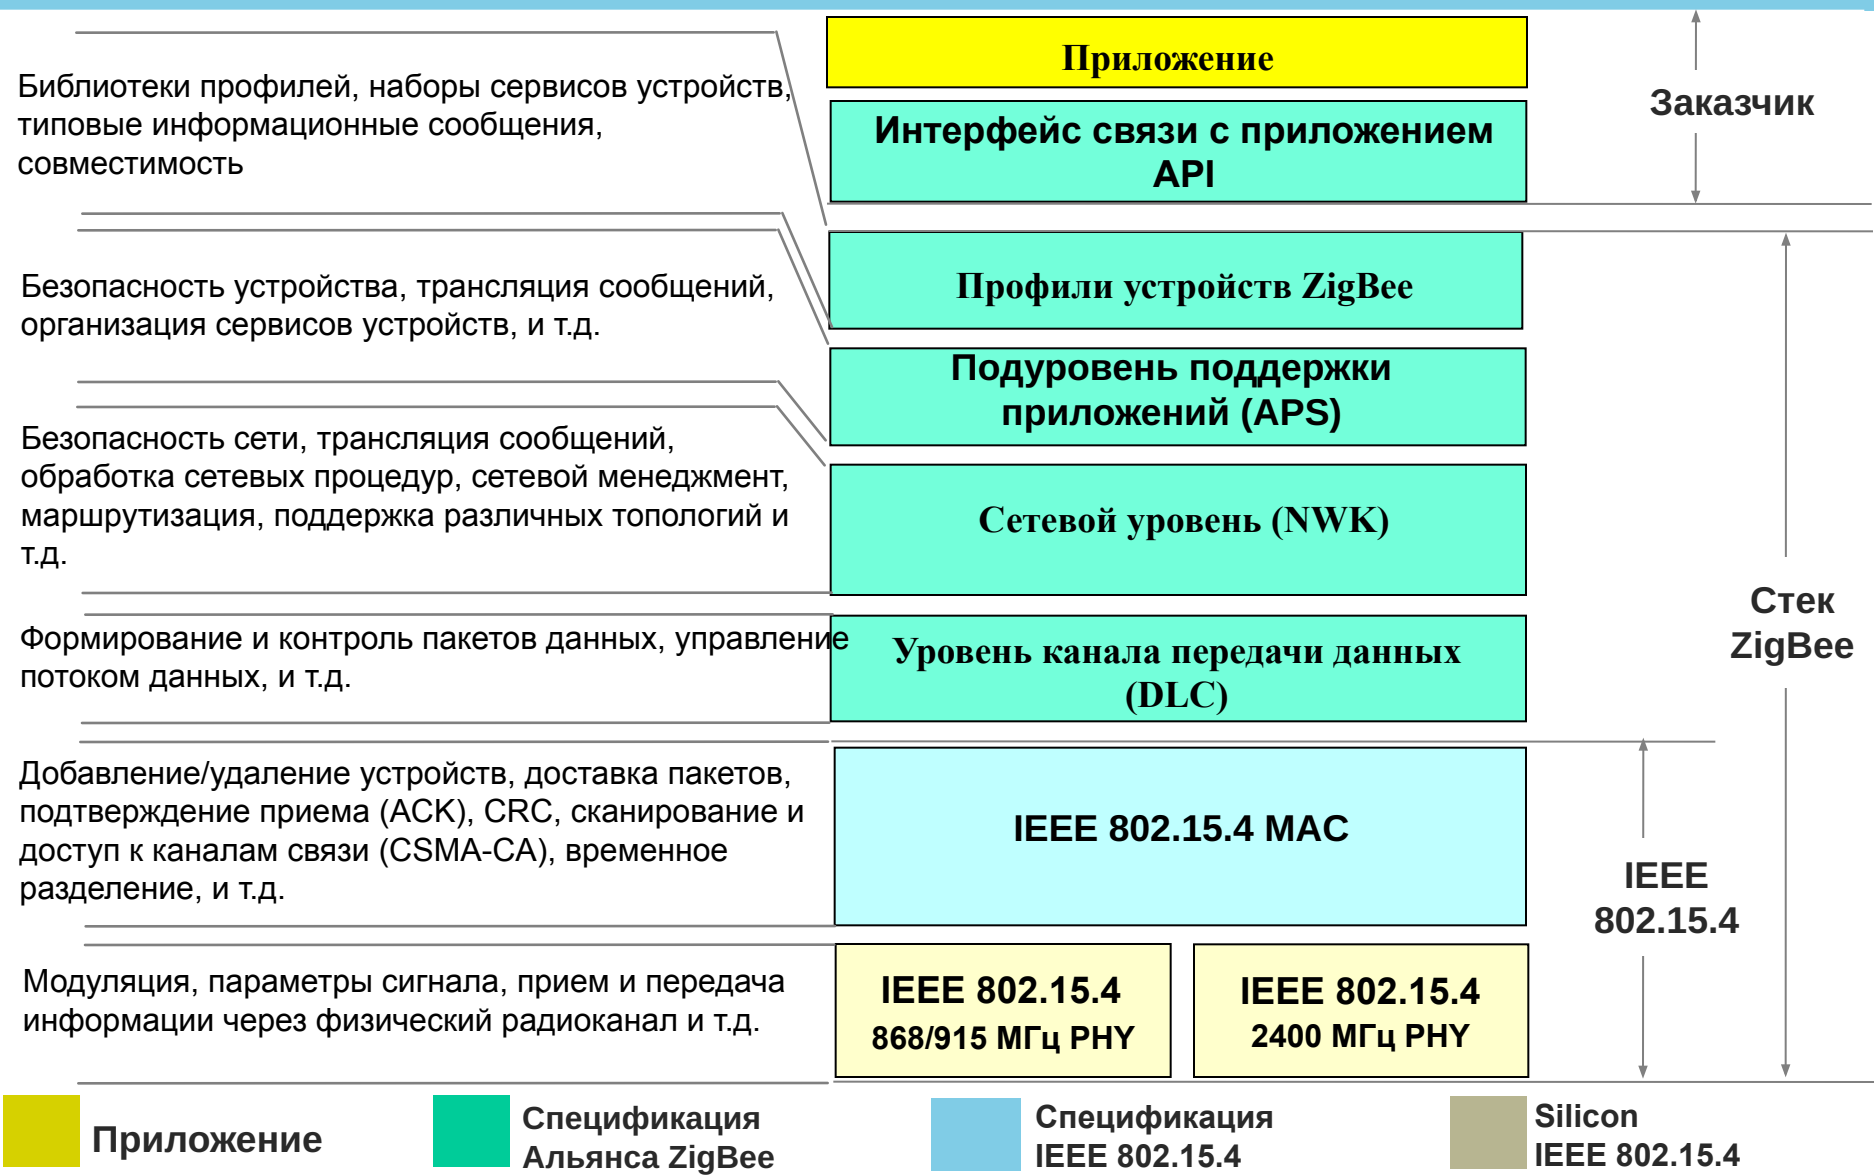 Приложение
Интерфейс связи с приложением
API
Заказчик
Библиотеки профилей, наборы сервисов устройств,
типовые информационные сообщения,
совместимость
Профили устройств ZigBee
Безопасность устройства, трансляция сообщений,
организация сервисов устройств, и т.д.
Подуровень поддержки
приложений (APS)
Безопасность сети, трансляция сообщений,
обработка сетевых процедур, сетевой менеджмент,
маршрутизация, поддержка различных топологий и
т.д.
Сетевой уровень (NWK)
Стек
ZigBee
Формирование и контроль пакетов данных, управление
потоком данных, и т.д.
Уровень канала передачи данных
(DLC)
Добавление/удаление устройств, доставка пакетов,
подтверждение приема (ACK), CRC, сканирование и
доступ к каналам связи (CSMA-CA), временное
разделение, и т.д.
IEEE 802.15.4 MAC
IEEE
802.15.4
Модуляция, параметры сигнала, прием и передача
информации через физический радиоканал и т.д.
IEEE 802.15.4
868/915 МГц PHY
IEEE 802.15.4
2400 МГц PHY
Приложение
Спецификация
Альянса ZigBee
Спецификация
IEEE 802.15.4
Silicon
IEEE 802.15.4